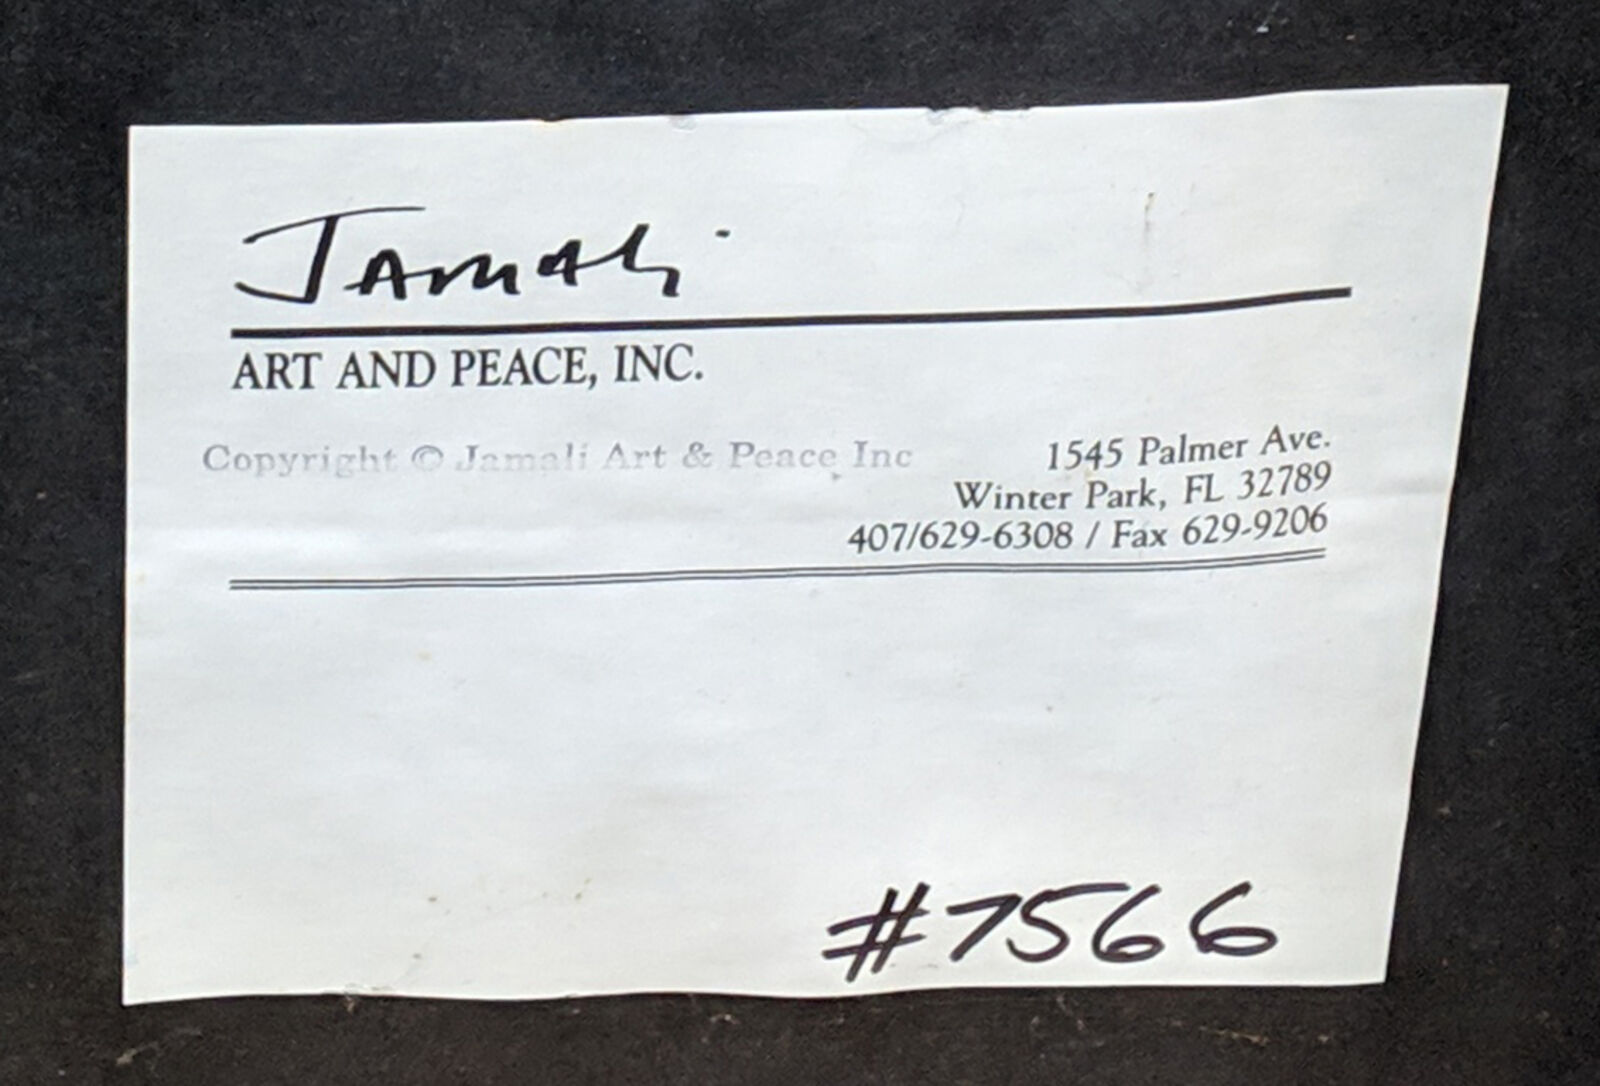 Jamali
ART AND PEACE, INC.
Copyright © Jamali Art & Peace Inc
1545 Palmer Ave.
Winter Park, FL 32789
407/629-6308 / Fax 629-9206
#7566